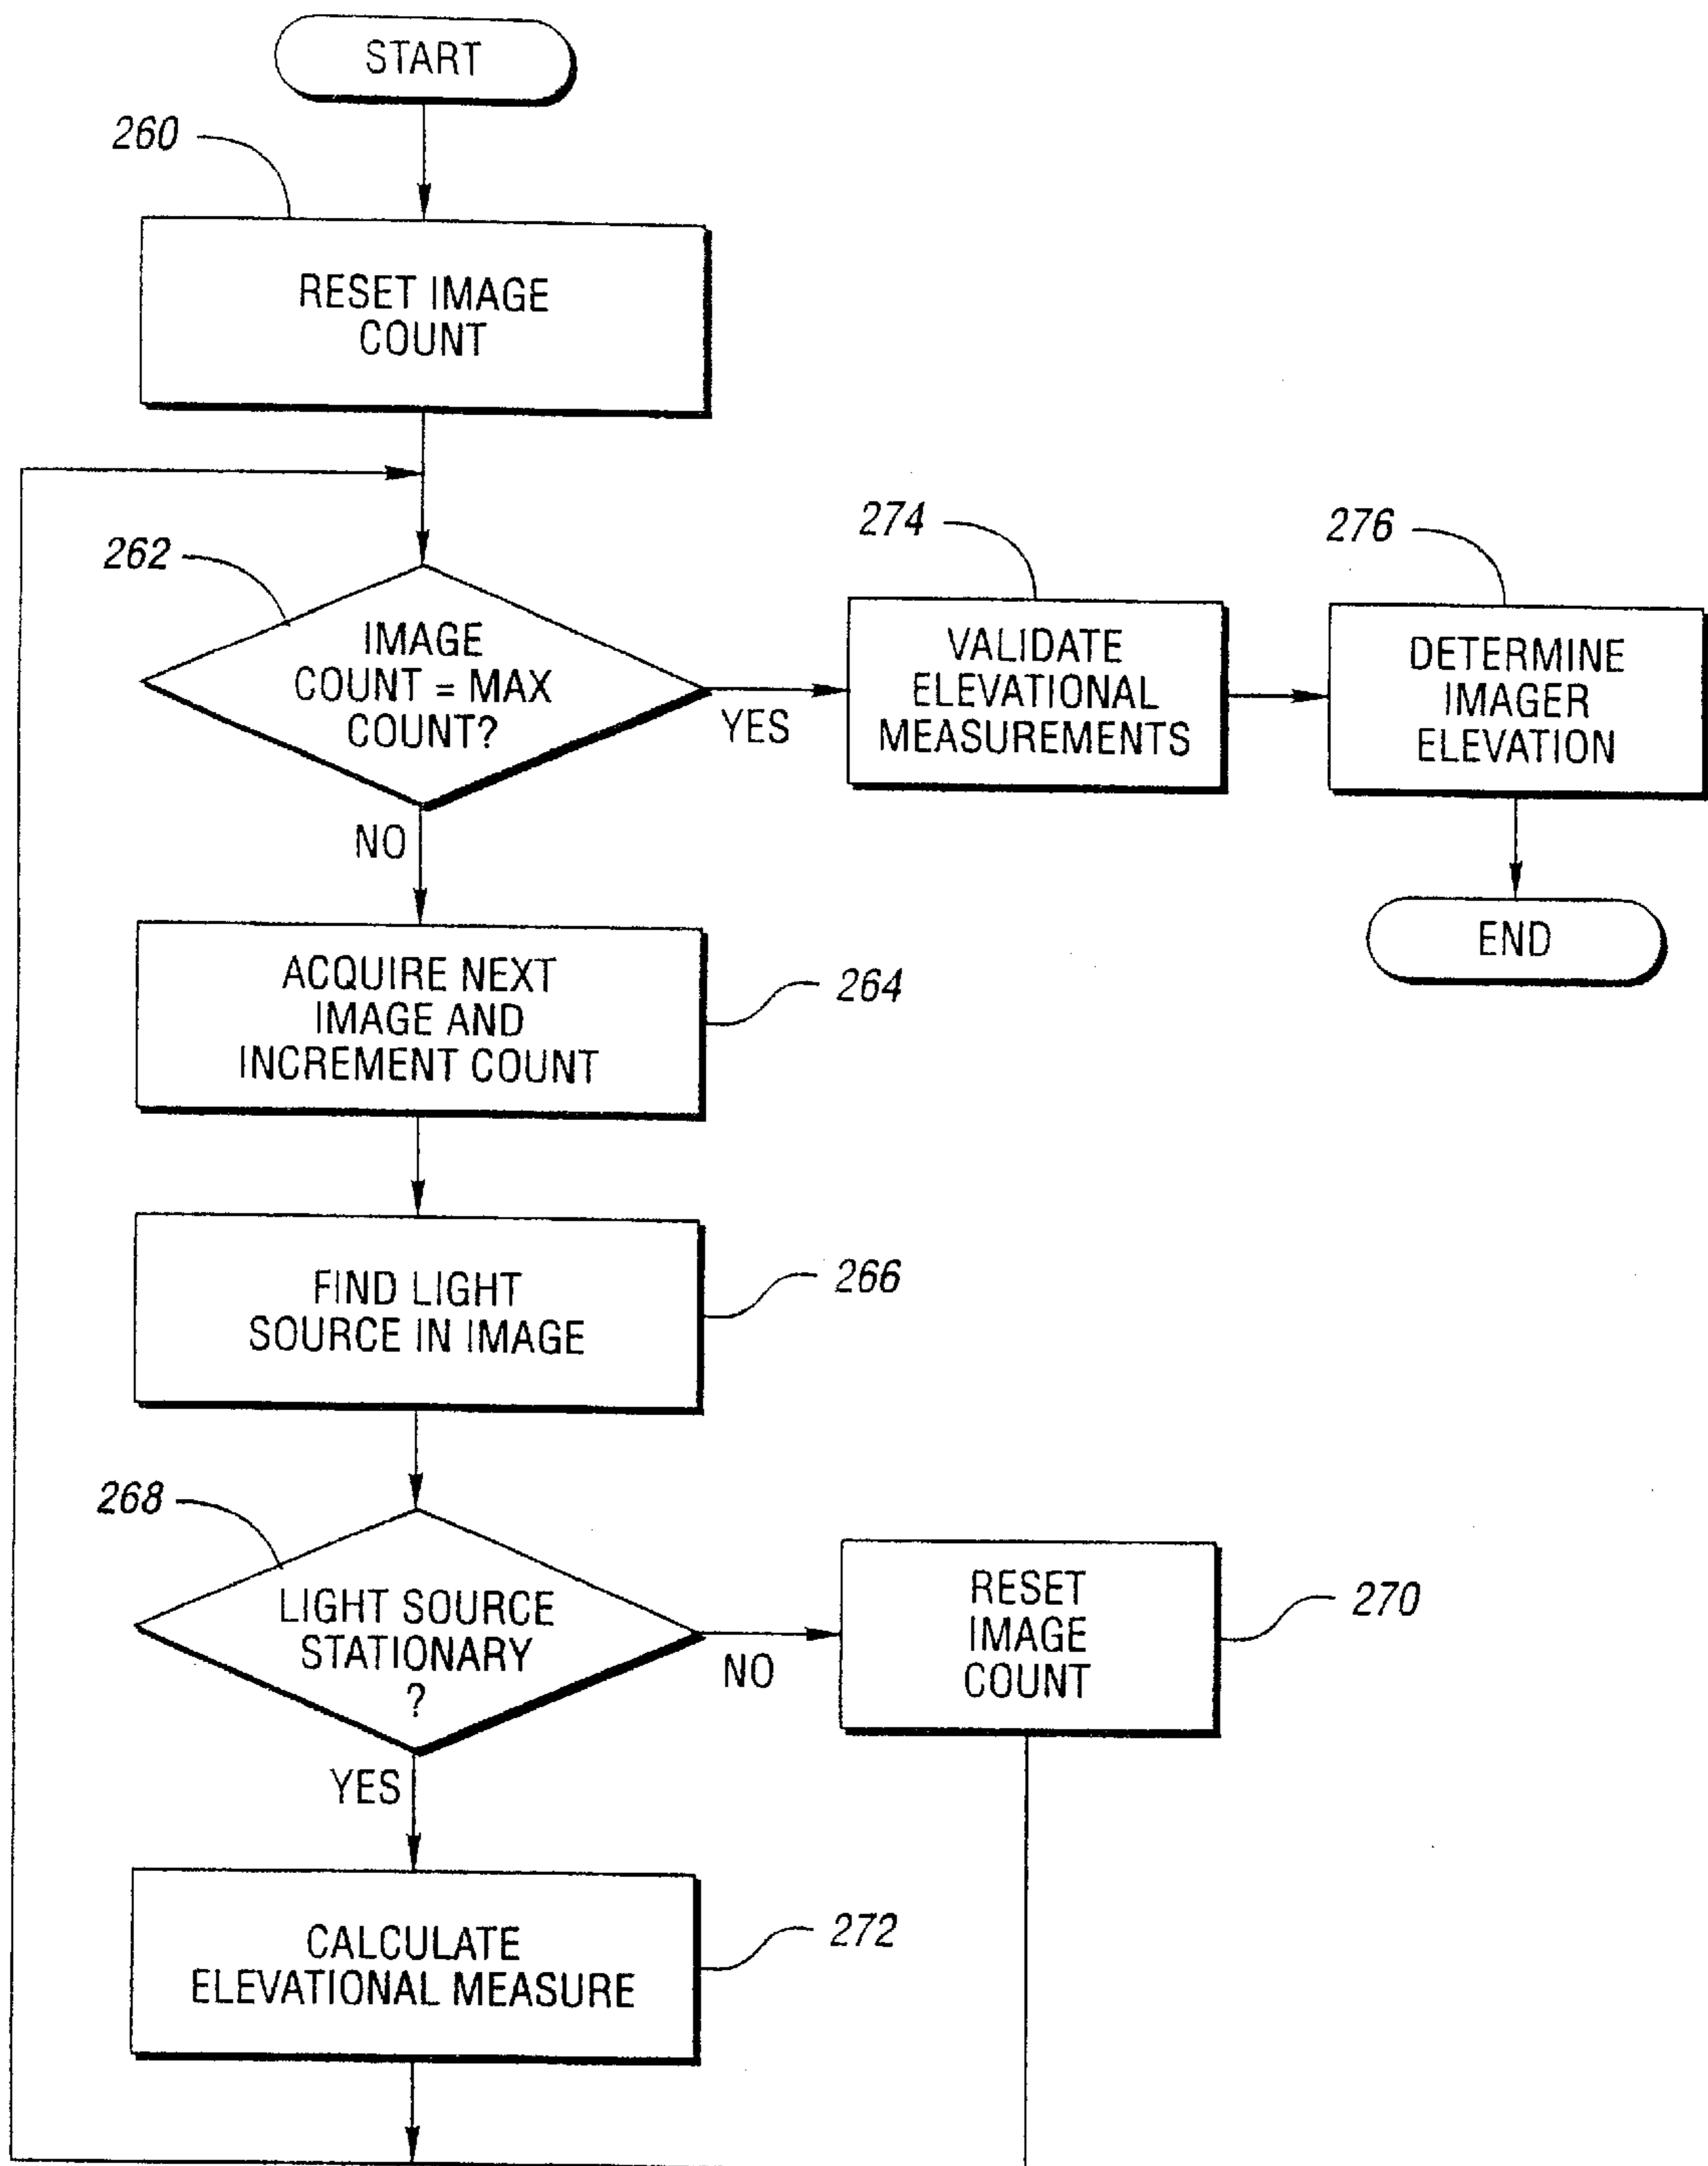 START
260
RESET IMAGE
COUNT
262
IMAGE
COUNT = MAX
COUNT?
YES
NO
274
VALIDATE
ELEVATIONAL
MEASUREMENTS
276
DETERMINE
IMAGER
ELEVATION
END
ACQUIRE NEXT
IMAGE AND
INCREMENT COUNT
264
FIND LIGHT
SOURCE IN IMAGE
266
268
LIGHT SOURCE
STATIONARY
?
NO
YES
RESET
IMAGE
COUNT
270
CALCULATE
ELEVATIONAL MEASURE
272